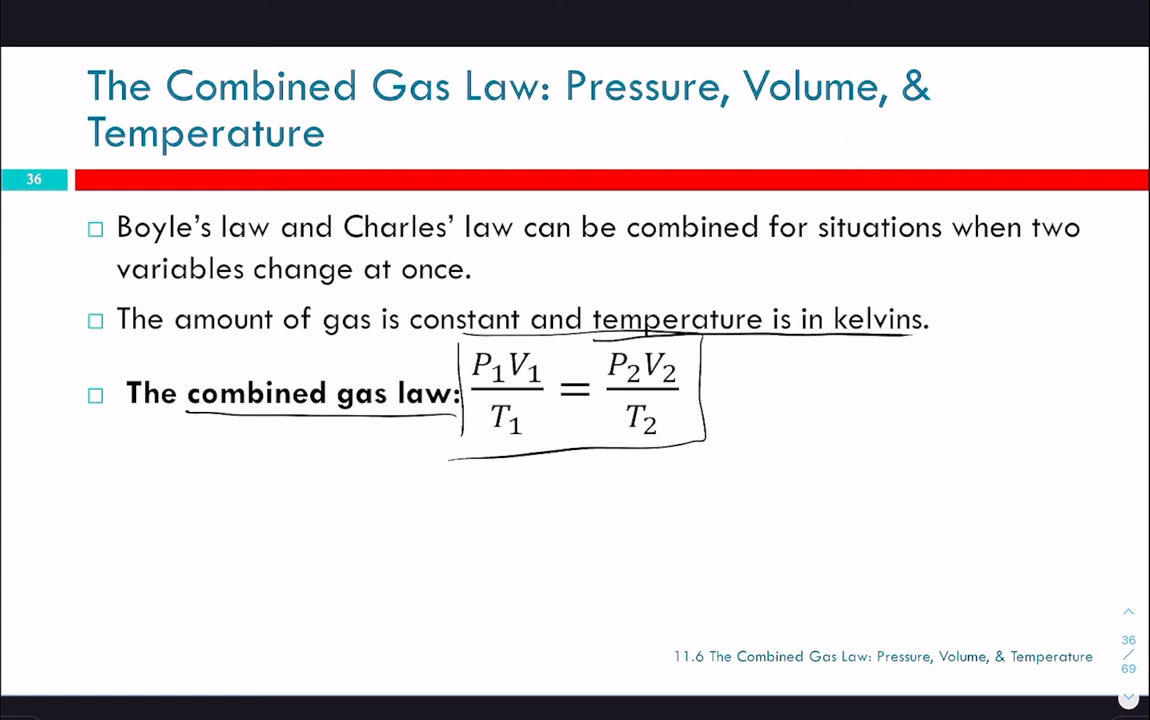 The Combined Gas Law: Pressure, Volume, &
Temperature
36
□ Boyle’s law and Charles’ law can be combined for situations when two
variables change at once.
□ The amount of gas is constant and temperature is in kelvins.
□ The combined gas law: P₁V₁/T₁ = P₂V₂/T₂
11.6 The Combined Gas Law: Pressure, Volume, & Temperature
36
/
69